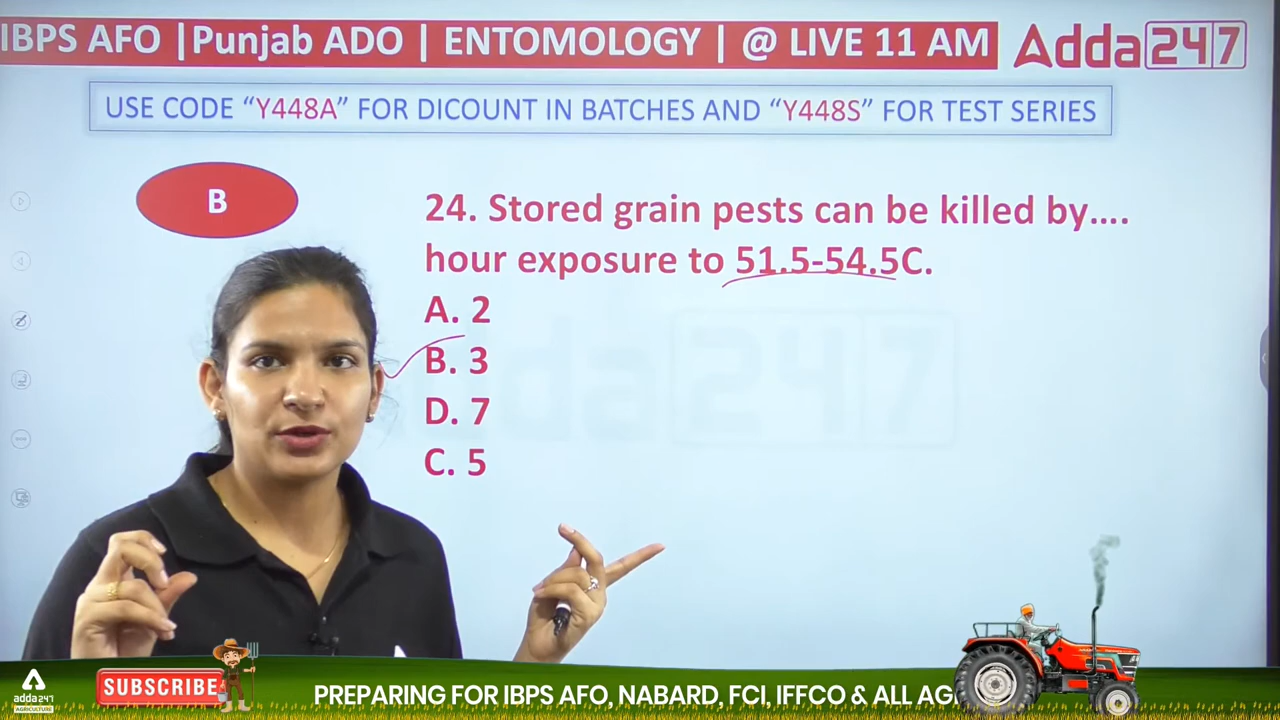 IBPS AFO |Punjab ADO | ENTOMOLOGY | @ LIVE 11 AM
Adda247
USE CODE “Y448A” FOR DICOUNT IN BATCHES AND “Y448S” FOR TEST SERIES
B
24. Stored grain pests can be killed by....
hour exposure to 51.5-54.5C.
A. 2
B. 3
D. 7
C. 5
adda247
AGRICULTURE
SUBSCRIBE
PREPARING FOR IBPS AFO, NABARD, FCI, IFFCO & ALL AG